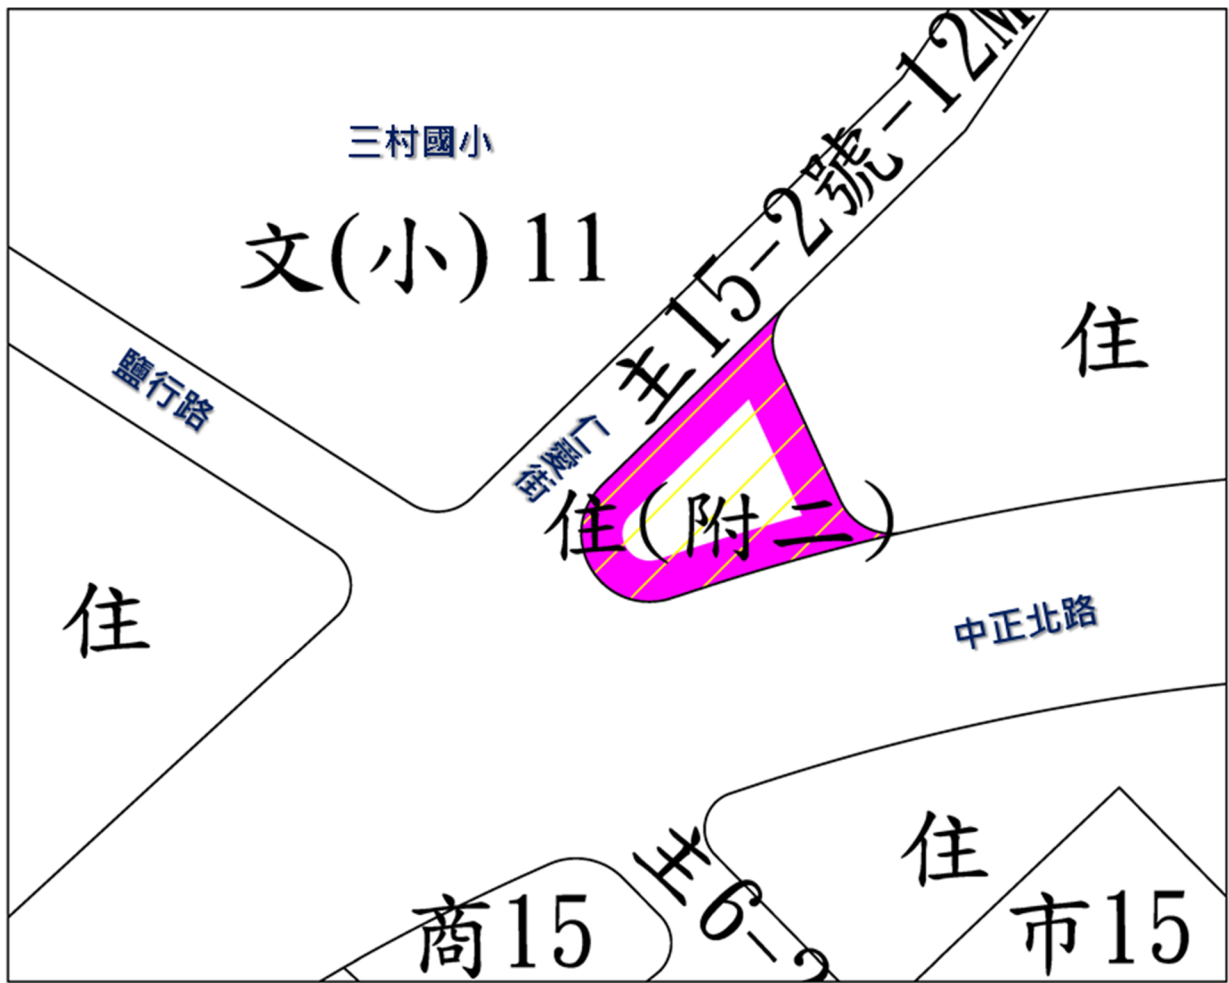 三村國小
文(小) 11
主15-2號-12M
住
鹽行路
仁愛街
住(附二)
住
中正北路
住
主6-2
商15
市15